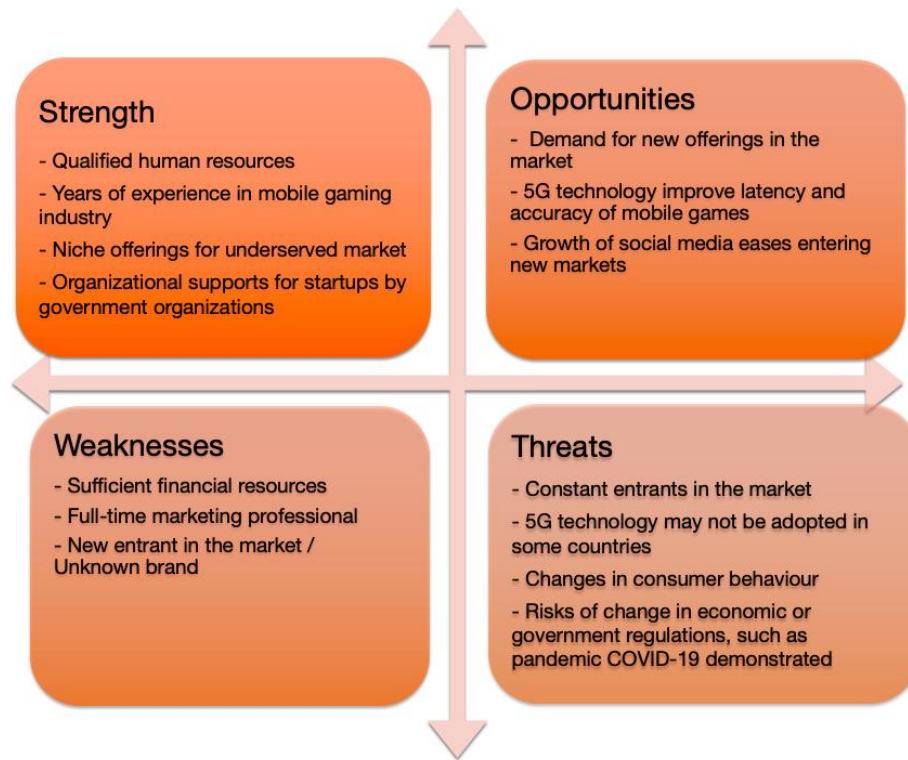 Strength
- Qualified human resources
- Years of experience in mobile gaming
industry
- Niche offerings for underserved market
- Organizational supports for startups by
government organizations
Opportunities
- Demand for new offerings in the
market
- 5G technology improve latency and
accuracy of mobile games
- Growth of social media eases entering
new markets
Weaknesses
- Sufficient financial resources
- Full-time marketing professional
- New entrant in the market /
Unknown brand
Threats
- Constant entrants in the market
- 5G technology may not be adopted in
some countries
- Changes in consumer behaviour
- Risks of change in economic or
government regulations, such as
pandemic COVID-19 demonstrated